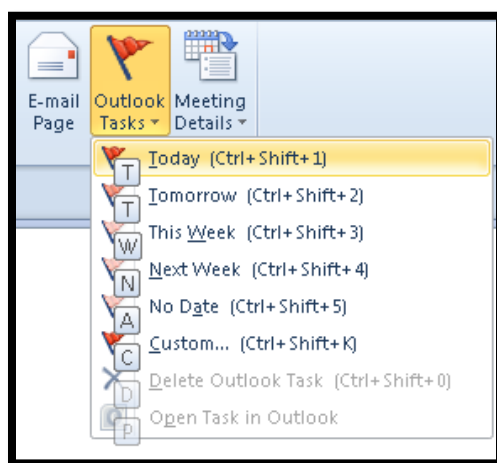 E-mail Outlook Meeting
Page Tasks Details
Today (Ctrl+Shift+1)
T
Tomorrow (Ctrl+Shift+2)
T
This Week (Ctrl+Shift+3)
W
Next Week (Ctrl+Shift+4)
N
No Date (Ctrl+Shift+5)
A
Custom... (Ctrl+Shift+K)
C
Delete Outlook Task (Ctrl+Shift+0)
D
Open Task in Outlook
P